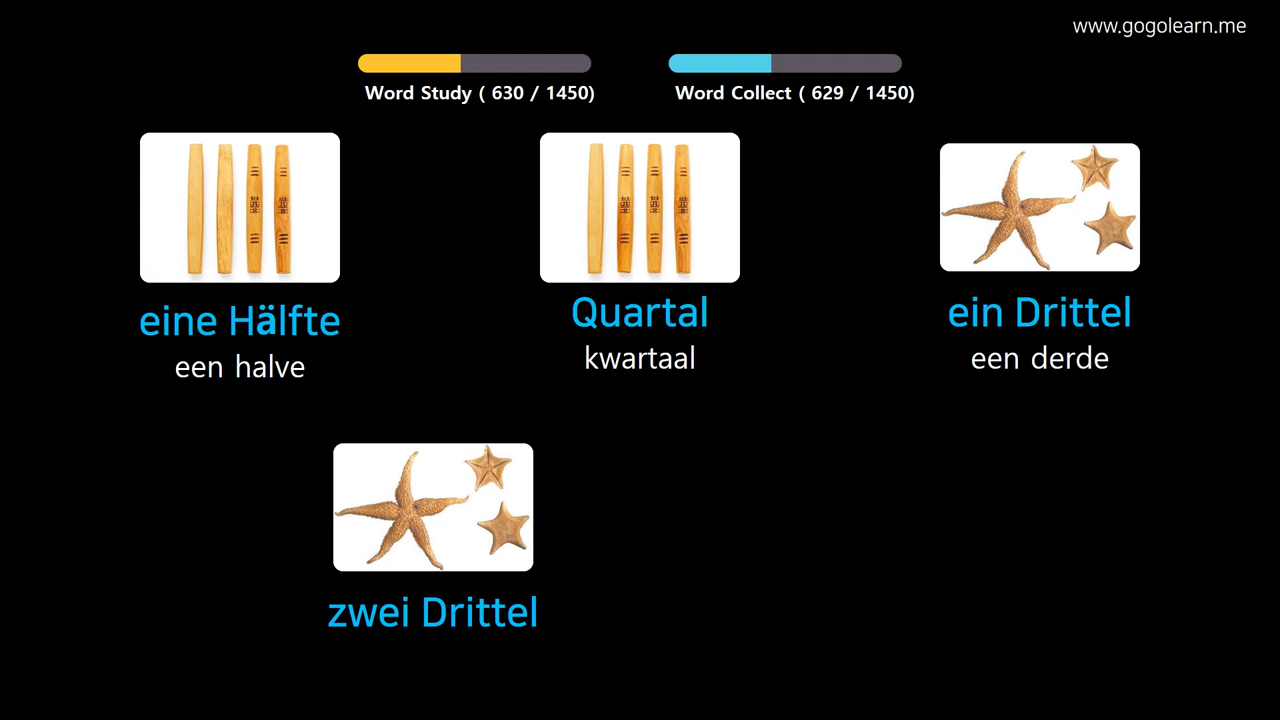 www.gogolearn.me
Word Study ( 630 / 1450)
Word Collect ( 629 / 1450)
eine Hälfte
een halve
Quartal
kwartaal
ein Drittel
een derde
zwei Drittel